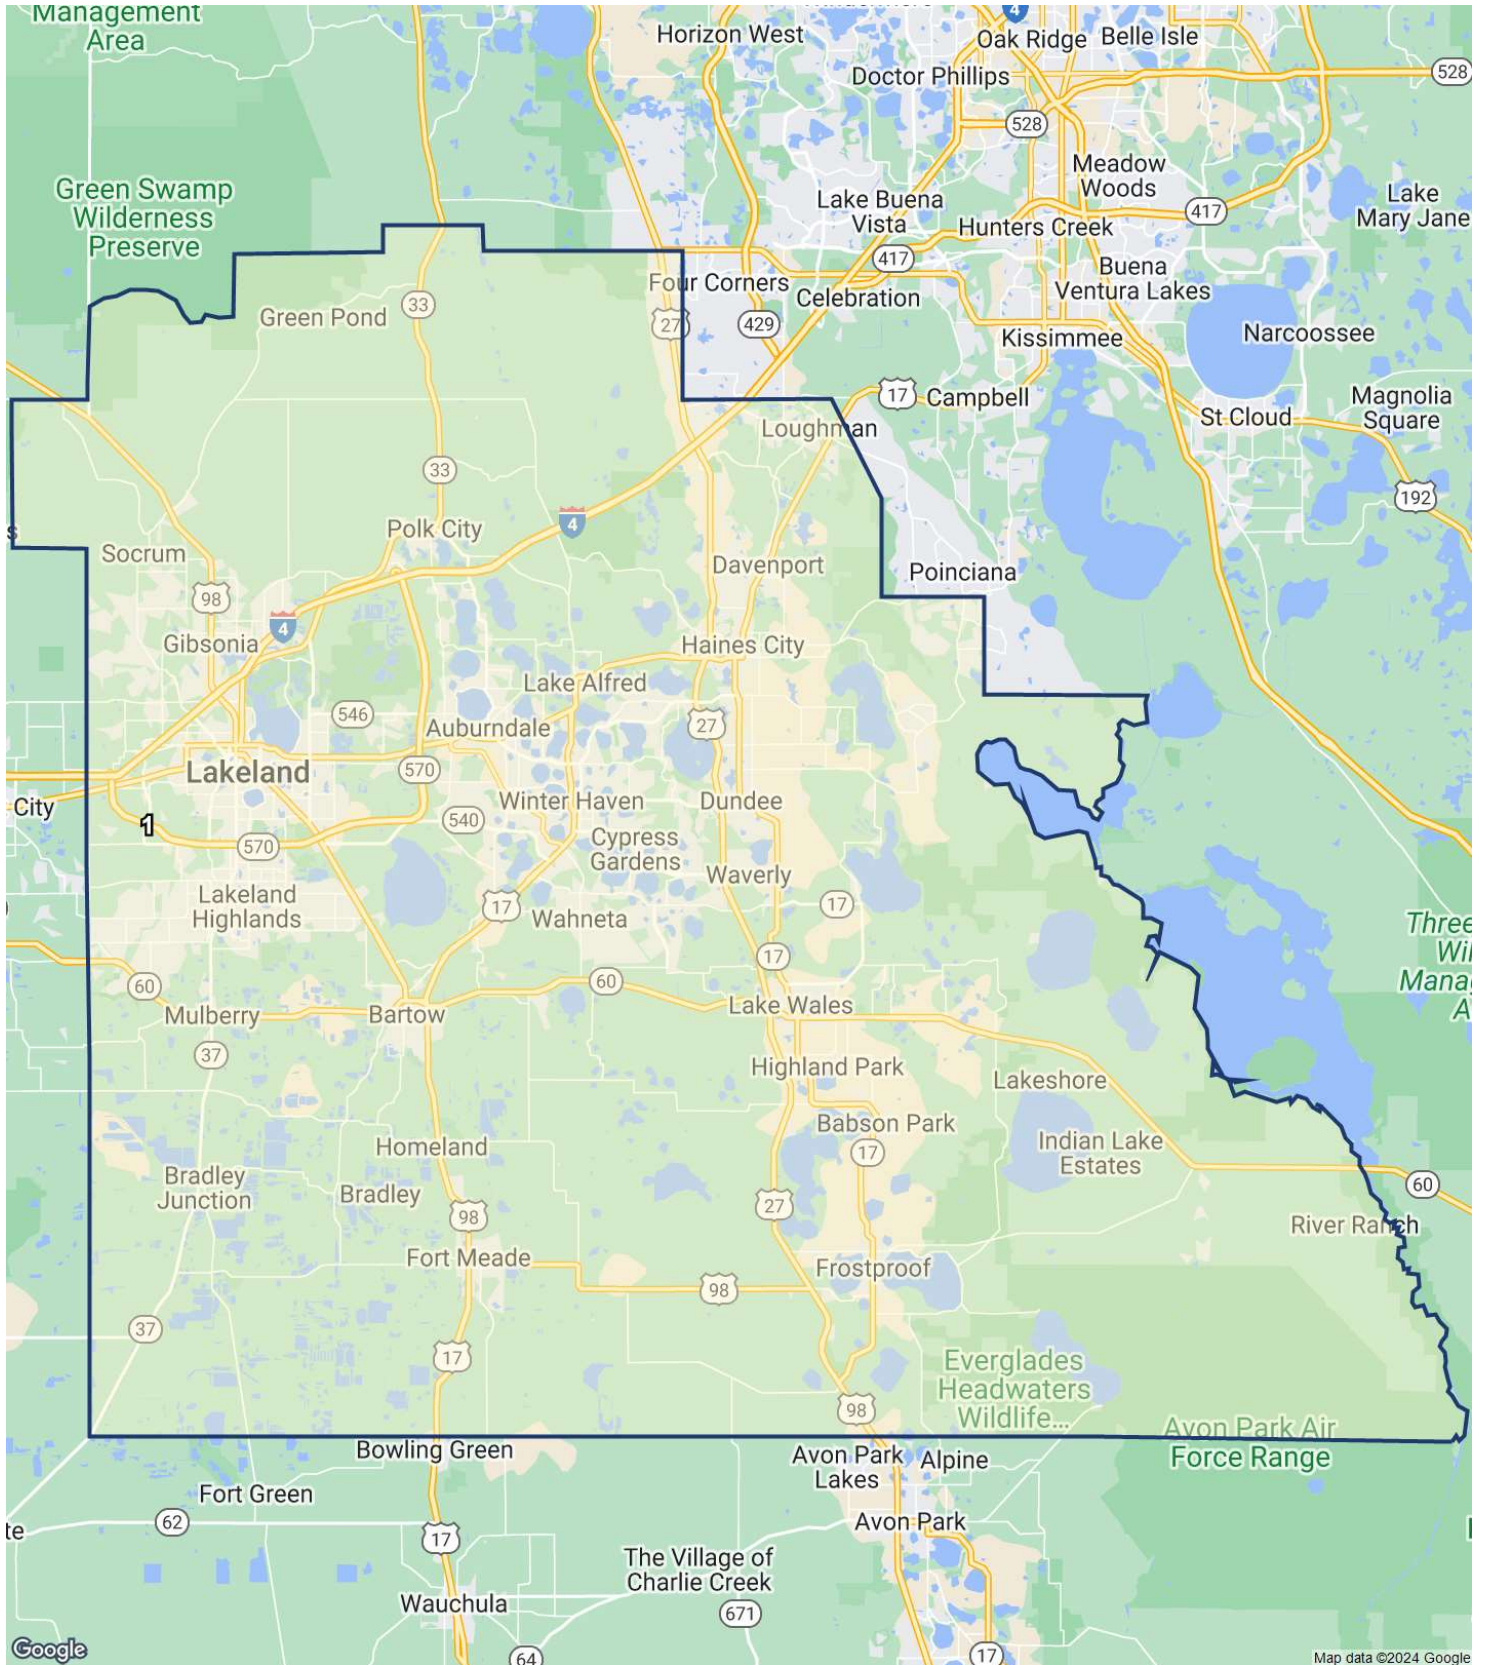 Management
Area
Horizon West
4
Oak Ridge
Belle Isle
Doctor Phillips
528
528
Green Swamp
Wilderness
Preserve
Meadow
Woods
Lake Buena
Vista
Hunters Creek
417
Lake
Mary Jane
417
Four Corners
Celebration
Buena
Ventura Lakes
Green Pond
33
27
429
Kissimmee
Narcoossee
17
Campbell
St Cloud
Magnolia
Square
Loughman
33
192
s
Polk City
4
Socrum
Davenport
Poinciana
98
4
Gibsonia
Haines City
Lake Alfred
546
Auburndale
27
Lakeland
570
City
1
Winter Haven
Dundee
540
570
Cypress
Gardens
Waverly
Lakeland
Highlands
17
Wahneta
17
Three
Wil
Mana
A
17
60
60
Mulberry
Bartow
Lake Wales
37
Highland Park
Lakeshore
Babson Park
17
Homeland
Indian Lake
Estates
Bradley
Junction
Bradley
98
27
60
River Ranch
Fort Meade
Frostproof
98
37
17
Everglades
Headwaters
Wildlife...
98
Avon Park Air
Force Range
Bowling Green
Avon Park
Lakes
Alpine
Fort Green
62
te
17
Avon Park
The Village of
Charlie Creek
Wauchula
671
64
17
Google
Map data ©2024 Google